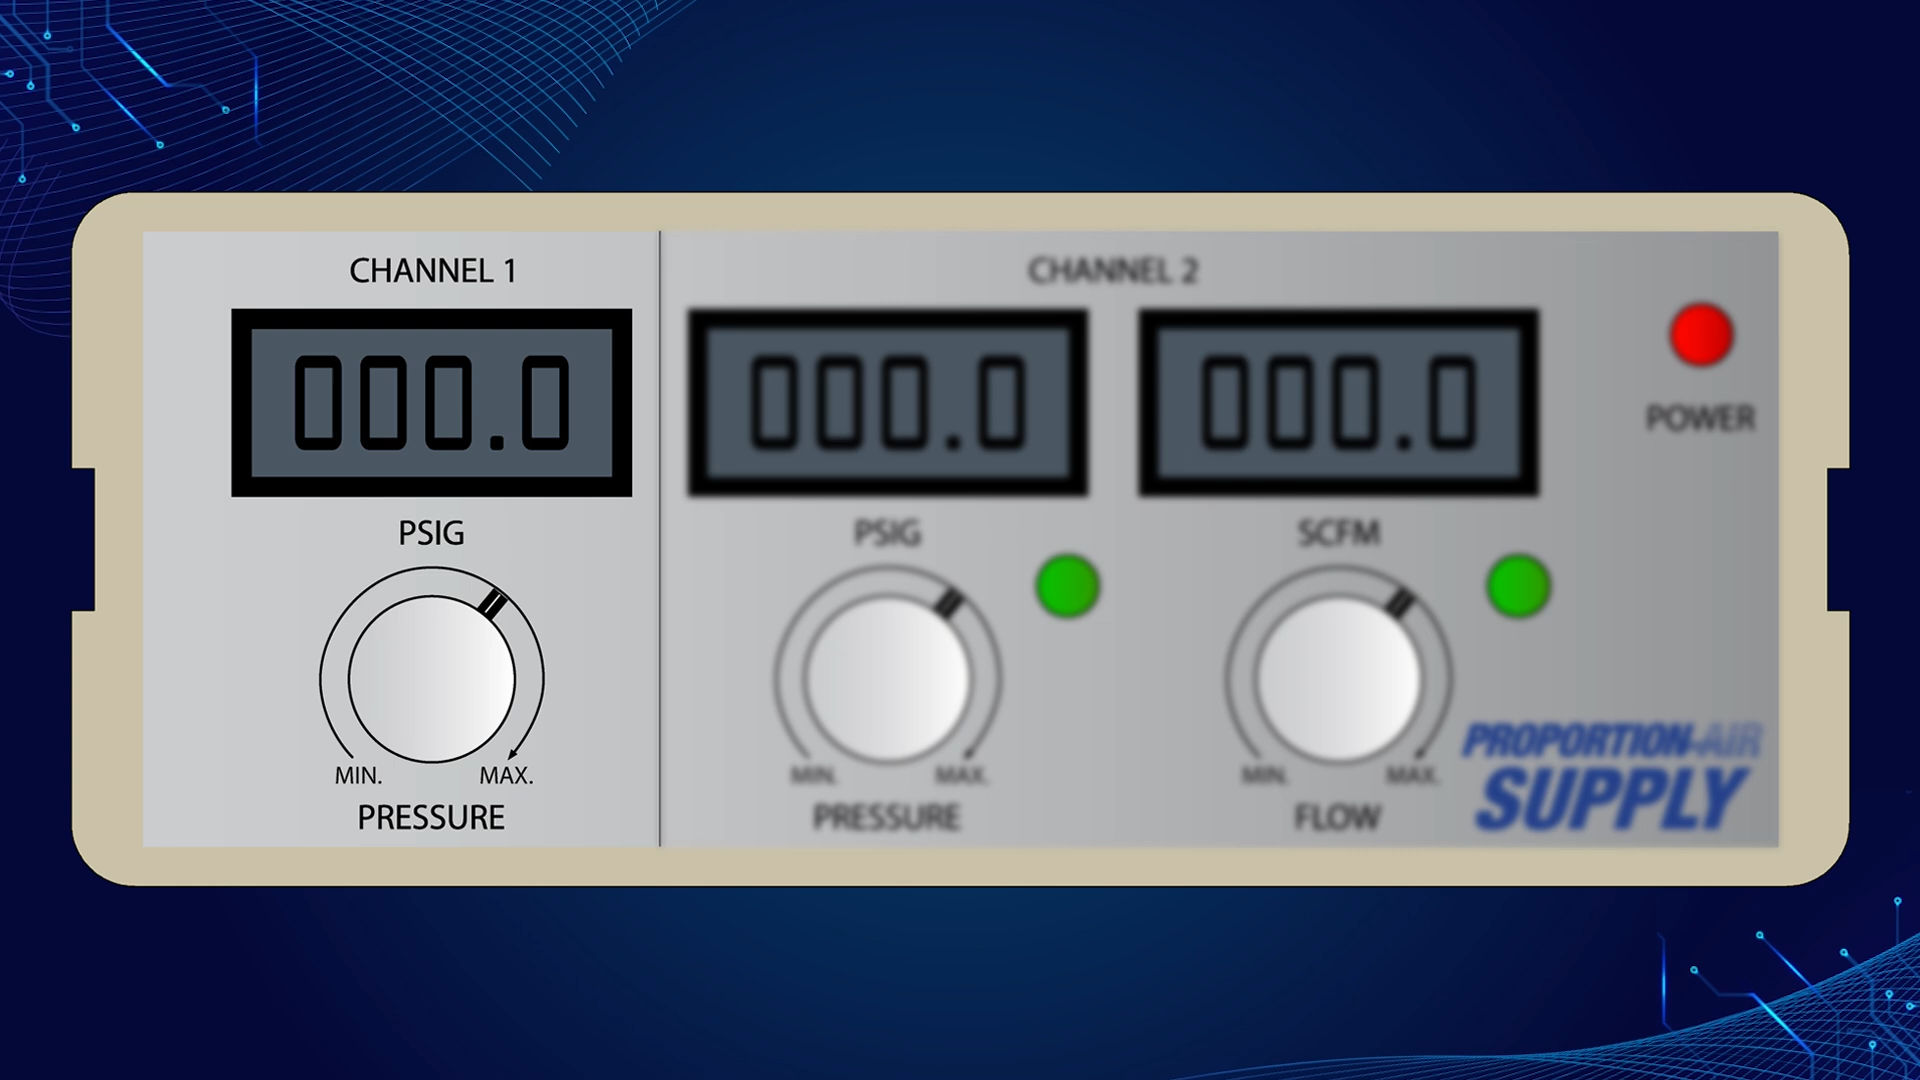 CHANNEL 1
000.0
PSIG
MIN. MAX.
PRESSURE
CHANNEL 2
000.0
PSIG
MIN. MAX.
PRESSURE
000.0
SCFM
MIN. MAX.
FLOW
POWER
PROPORTION-AIR
SUPPLY